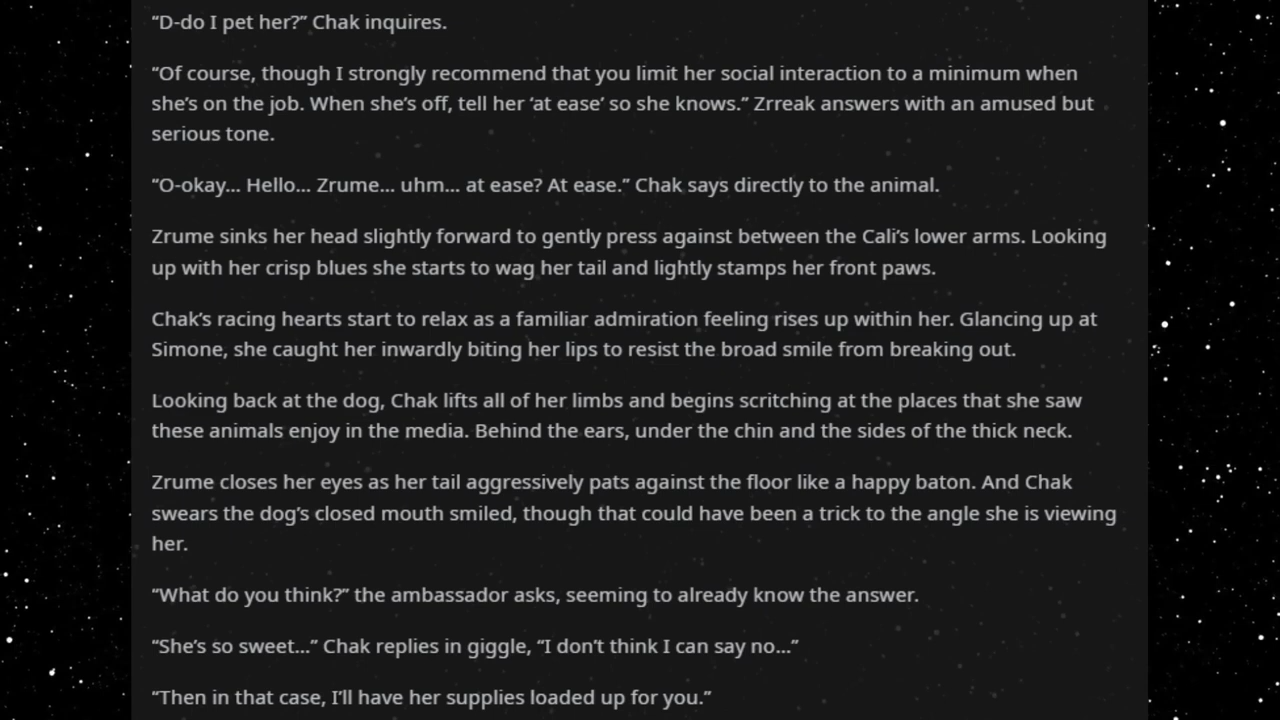 “D-do I pet her?” Chak inquires.
“Of course, though I strongly recommend that you limit her social interaction to a minimum when
she’s on the job. When she’s off, tell her ‘at ease’ so she knows.” Zrreak answers with an amused but
serious tone.
“O-okay... Hello... Zrume... uhm... at ease? At ease.” Chak says directly to the animal.
Zrume sinks her head slightly forward to gently press against between the Cali’s lower arms. Looking
up with her crisp blues she starts to wag her tail and lightly stamps her front paws.
Chak’s racing hearts start to relax as a familiar admiration feeling rises up within her. Glancing up at
Simone, she caught her inwardly biting her lips to resist the broad smile from breaking out.
Looking back at the dog, Chak lifts all of her limbs and begins scritching at the places that she saw
these animals enjoy in the media. Behind the ears, under the chin and the sides of the thick neck.
Zrume closes her eyes as her tail aggressively pats against the floor like a happy baton. And Chak
swears the dog’s closed mouth smiled, though that could have been a trick to the angle she is viewing
her.
“What do you think?” the ambassador asks, seeming to already know the answer.
“She’s so sweet...” Chak replies in giggle, “I don’t think I can say no...”
“Then in that case, I’ll have her supplies loaded up for you.”